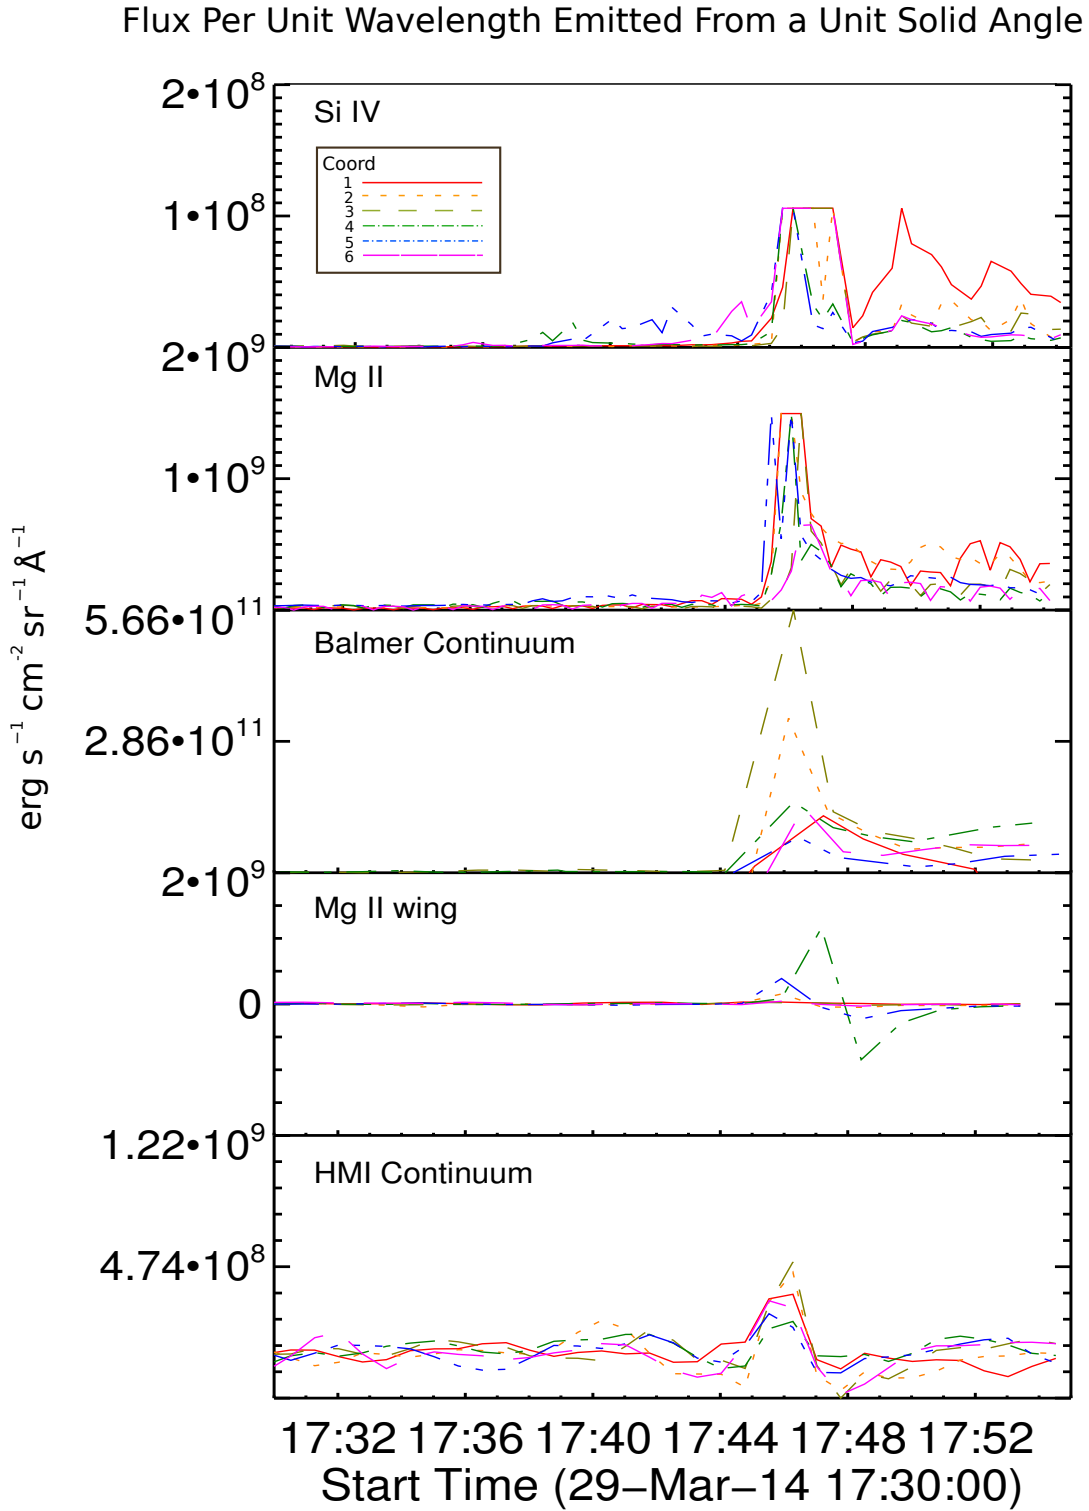 Flux Per Unit Wavelength Emitted From a Unit Solid Angle
2•10⁸
Si IV
Coord
1
2
3
4
5
6
1•10⁸
2•10⁹
Mg II
1•10⁹
erg s⁻¹ cm⁻² sr⁻¹ Å⁻¹
5.66•10¹¹
Balmer Continuum
2.86•10¹¹
2•10⁹
Mg II wing
0
1.22•10⁹
HMI Continuum
4.74•10⁸
17:32 17:36 17:40 17:44 17:48 17:52
Start Time (29−Mar−14 17:30:00)